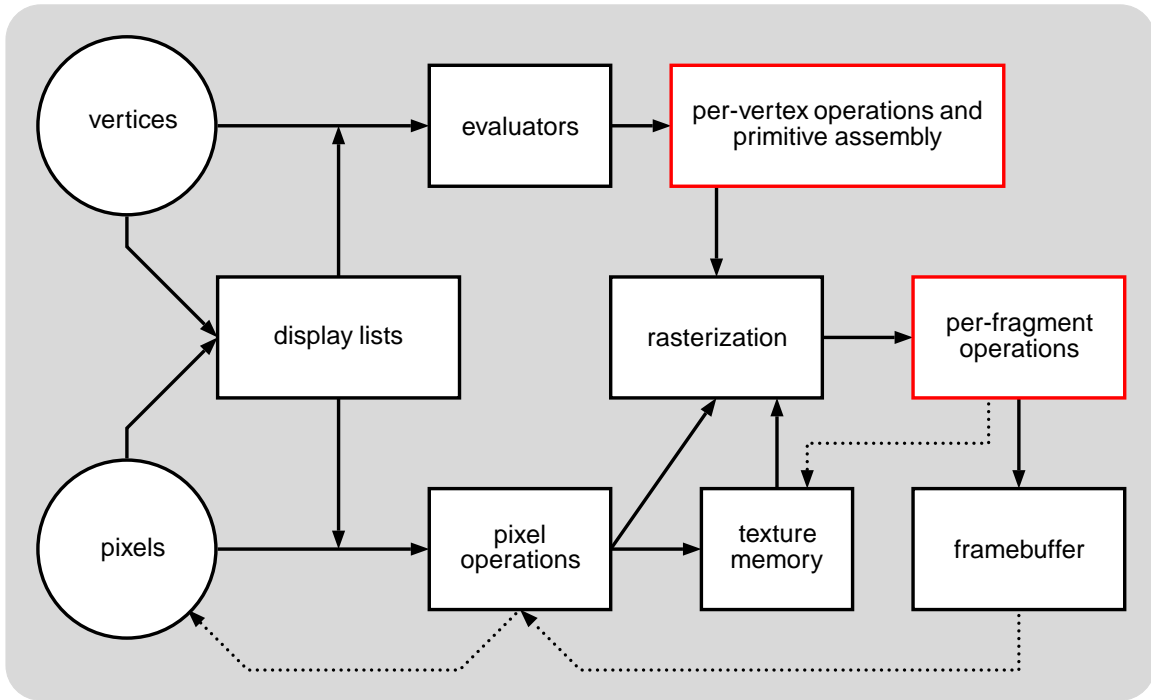 vertices
evaluators
per-vertex operations and
primitive assembly
display lists
rasterization
per-fragment
operations
pixels
pixel
operations
texture
memory
framebuffer